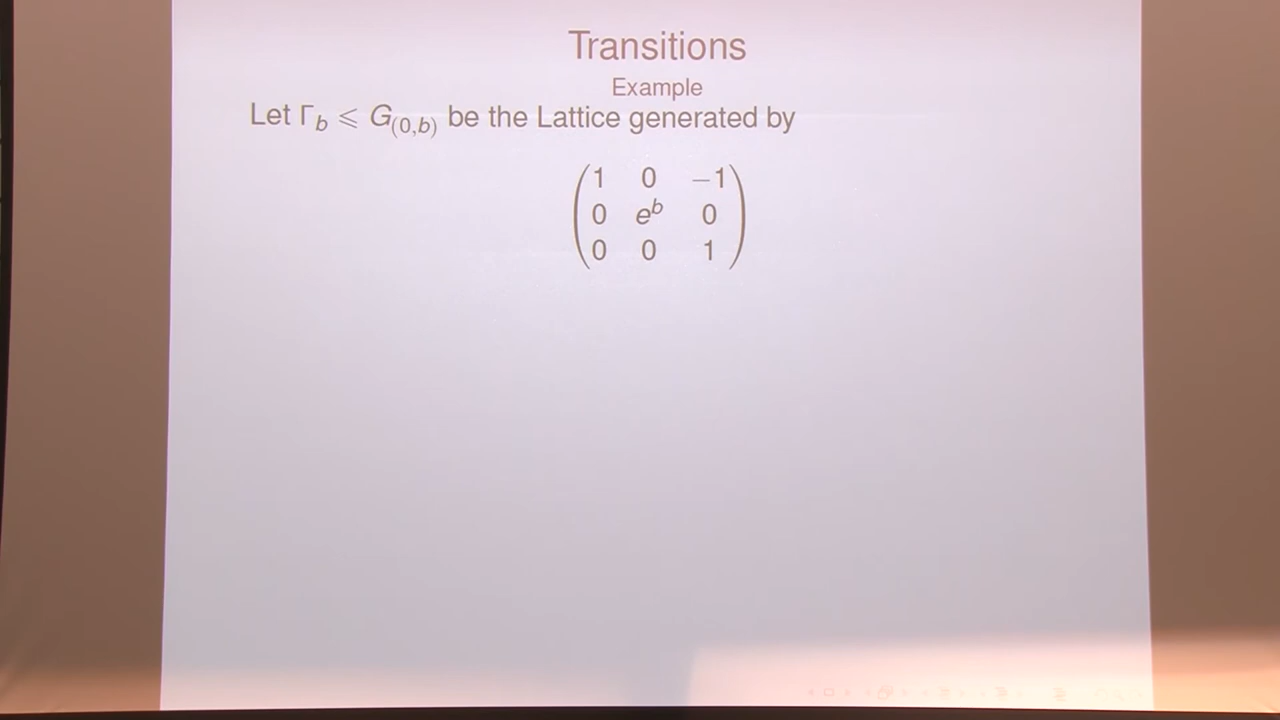 Transitions
Example
Let Γ_b ⩽ G_(0,b) be the Lattice generated by
1 0 −1
0 e^b 0
0 0 1